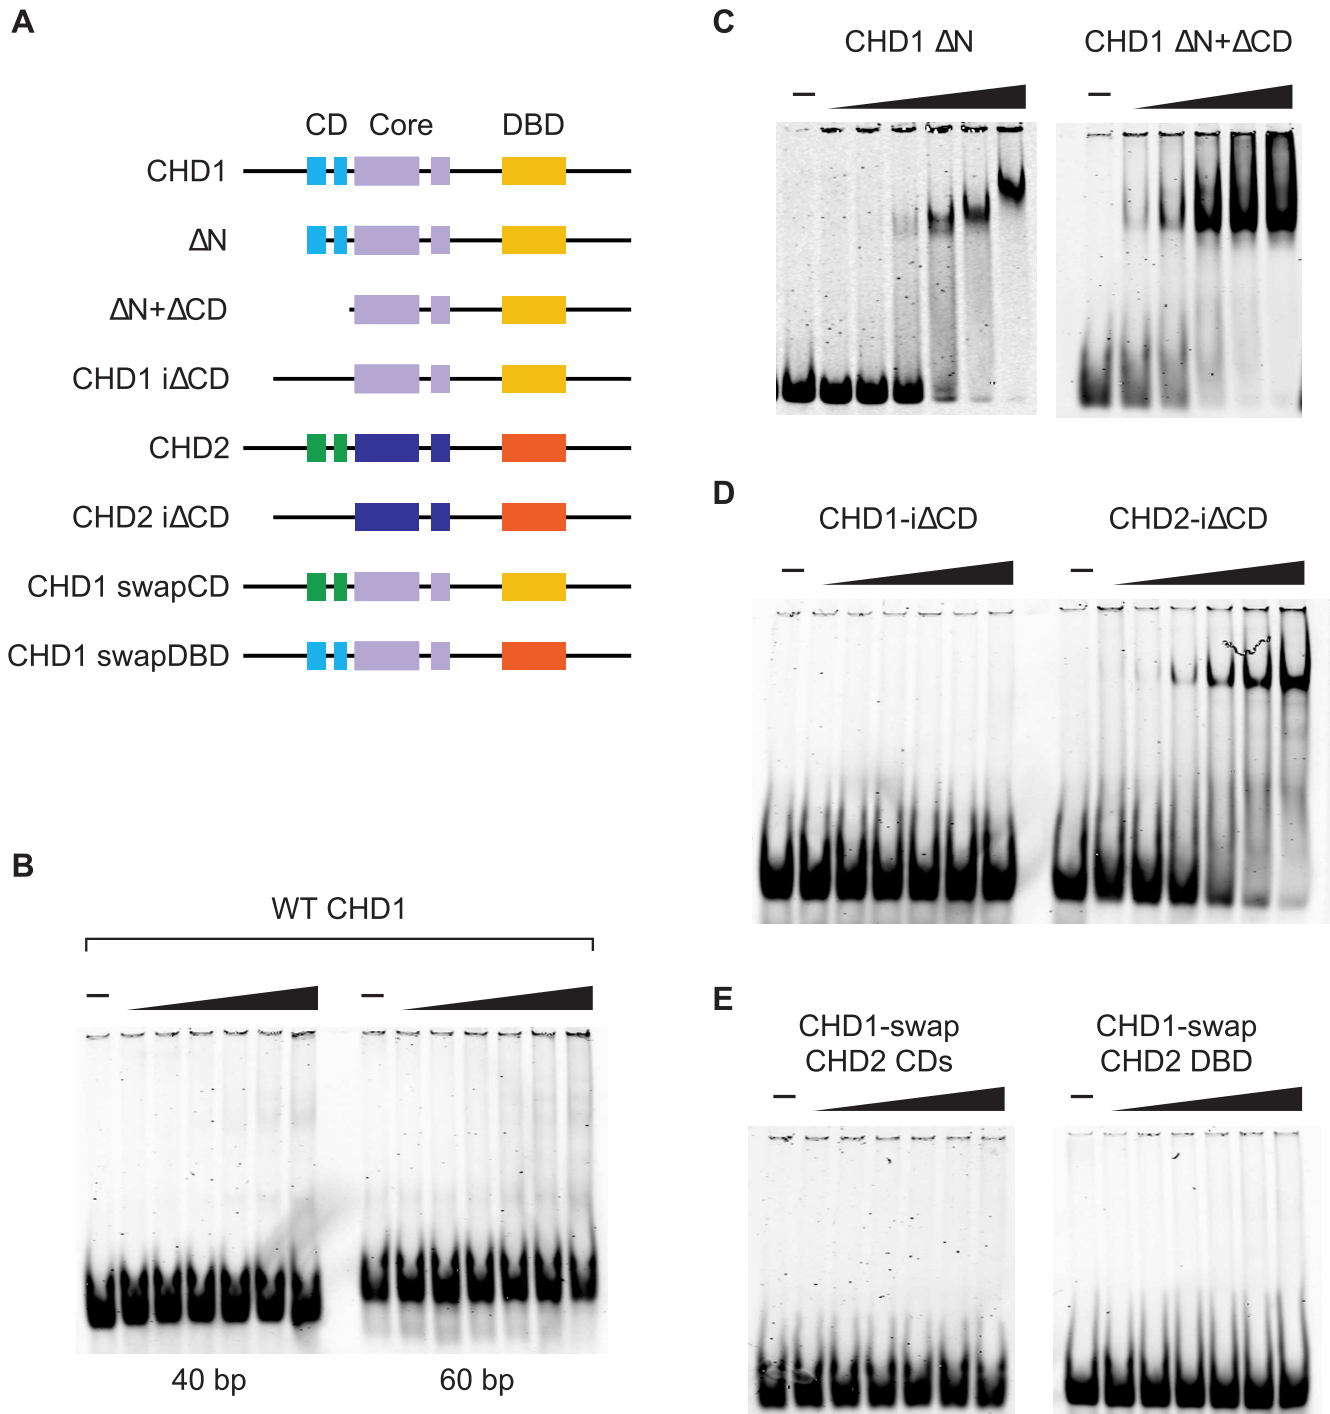 A
CD Core DBD
CHD1
ΔN
ΔN+ΔCD
CHD1 iΔCD
CHD2
CHD2 iΔCD
CHD1 swapCD
CHD1 swapDBD
B
WT CHD1
–
–
40 bp
60 bp
C
CHD1 ΔN
CHD1 ΔN+ΔCD
–
–
D
CHD1-iΔCD
CHD2-iΔCD
–
–
E
CHD1-swap
CHD2 CDs
CHD1-swap
CHD2 DBD
–
–